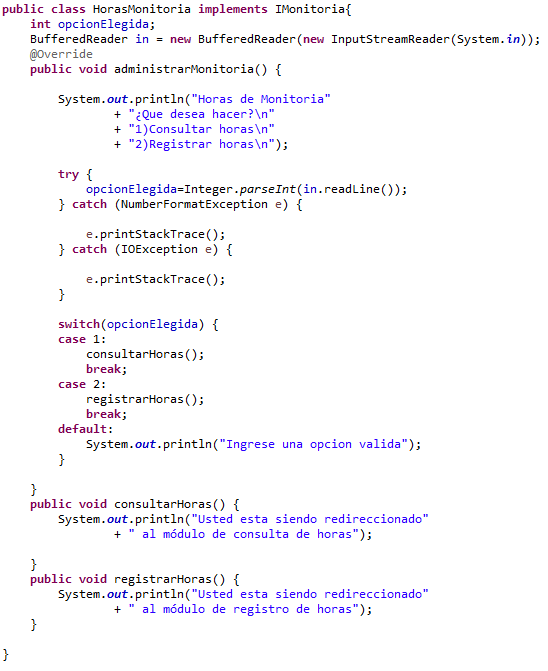 public class HorasMonitoria implements IMonitoria{
    int opcionElegida;
    BufferedReader in = new BufferedReader(new InputStreamReader(System.in));
    @Override
    public void administrarMonitoria() {

        System.out.println("Horas de Monitoria"
                + "¿Que desea hacer?\n"
                + "1)Consultar horas\n"
                + "2)Registrar horas\n");

        try {
            opcionElegida=Integer.parseInt(in.readLine());
        } catch (NumberFormatException e) {

            e.printStackTrace();
        } catch (IOException e) {

            e.printStackTrace();
        }

        switch(opcionElegida) {
        case 1:
            consultarHoras();
            break;
        case 2:
            registrarHoras();
            break;
        default:
            System.out.println("Ingrese una opcion valida");
        }

    }
    public void consultarHoras() {
        System.out.println("Usted esta siendo redireccionado"
                + " al módulo de consulta de horas");

    }
    public void registrarHoras() {
        System.out.println("Usted esta siendo redireccionado"
                + " al módulo de registro de horas");
    }

}